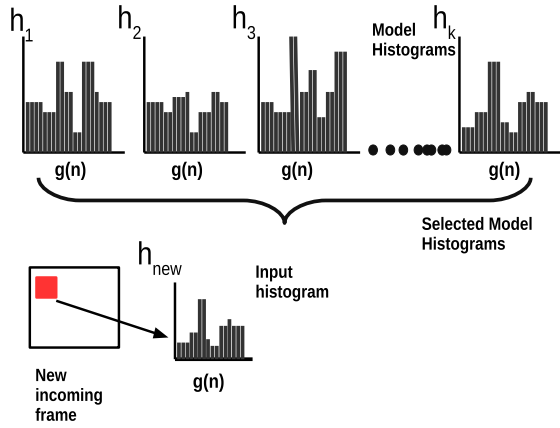 h1
h2
h3
hk
Model
Histograms
g(n)
g(n)
g(n)
g(n)
Selected Model
Histograms
hnew
Input
histogram
g(n)
New
incoming
frame